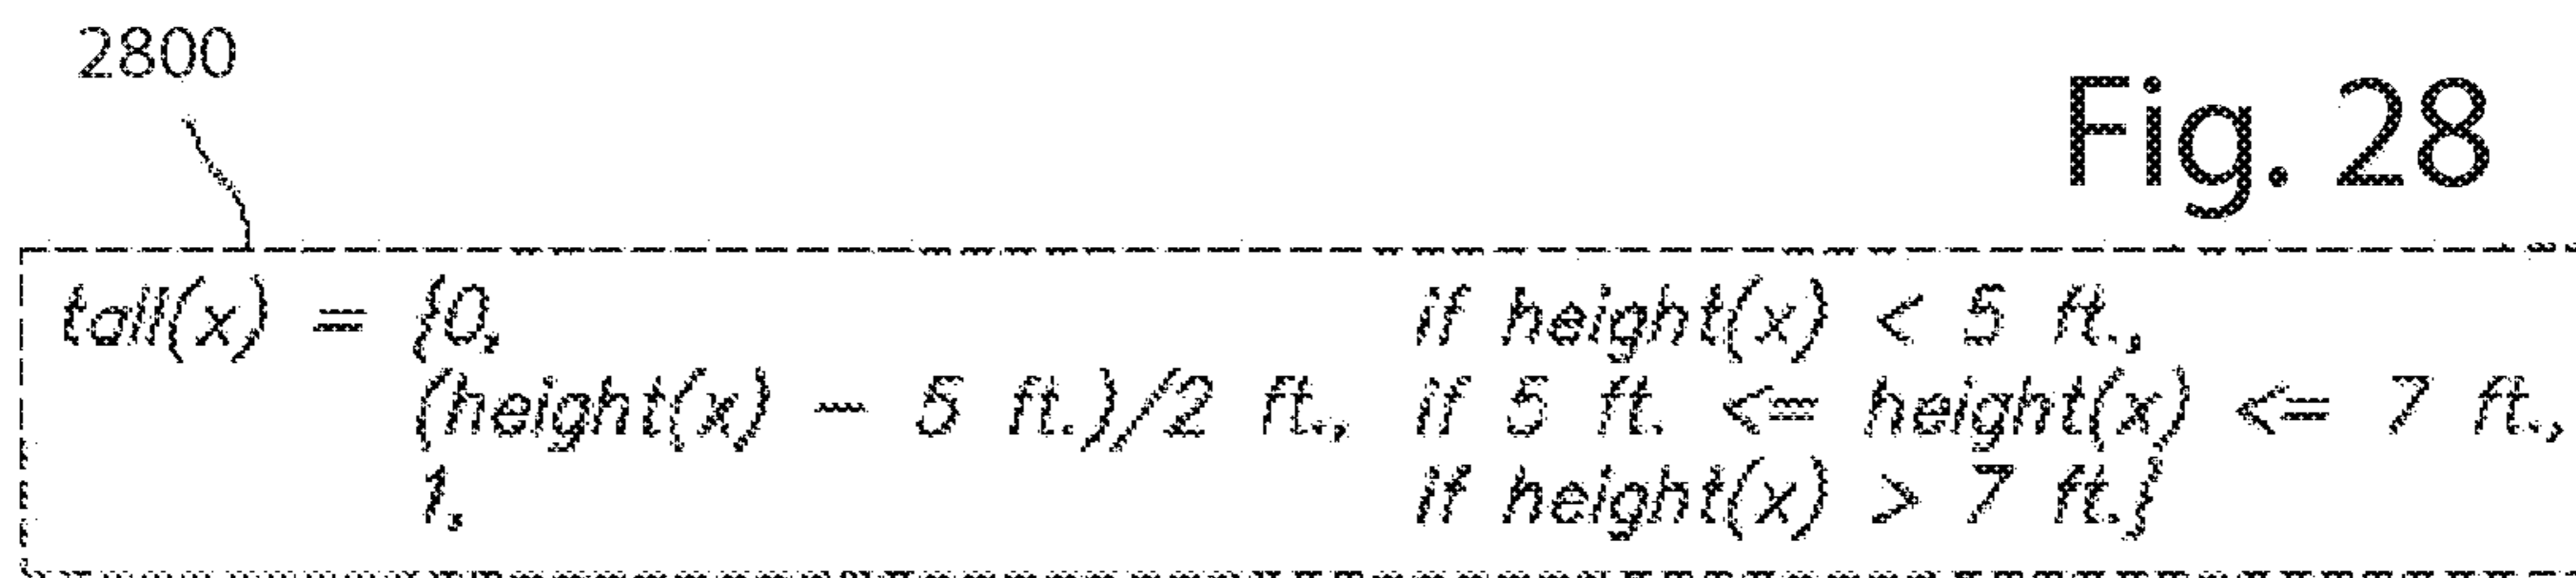 2800
Fig. 28
tall(x) = {0, if height(x) < 5 ft.,
(height(x) - 5 ft.)/2 ft., if 5 ft. <= height(x) <= 7 ft.,
1, if height(x) > 7 ft.}